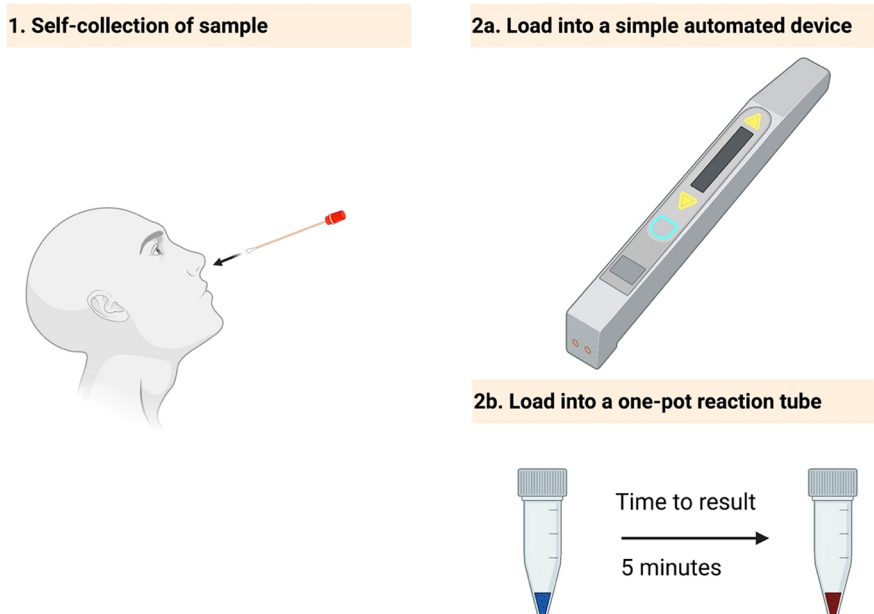 1. Self-collection of sample
2a. Load into a simple automated device
2b. Load into a one-pot reaction tube
Time to result
5 minutes